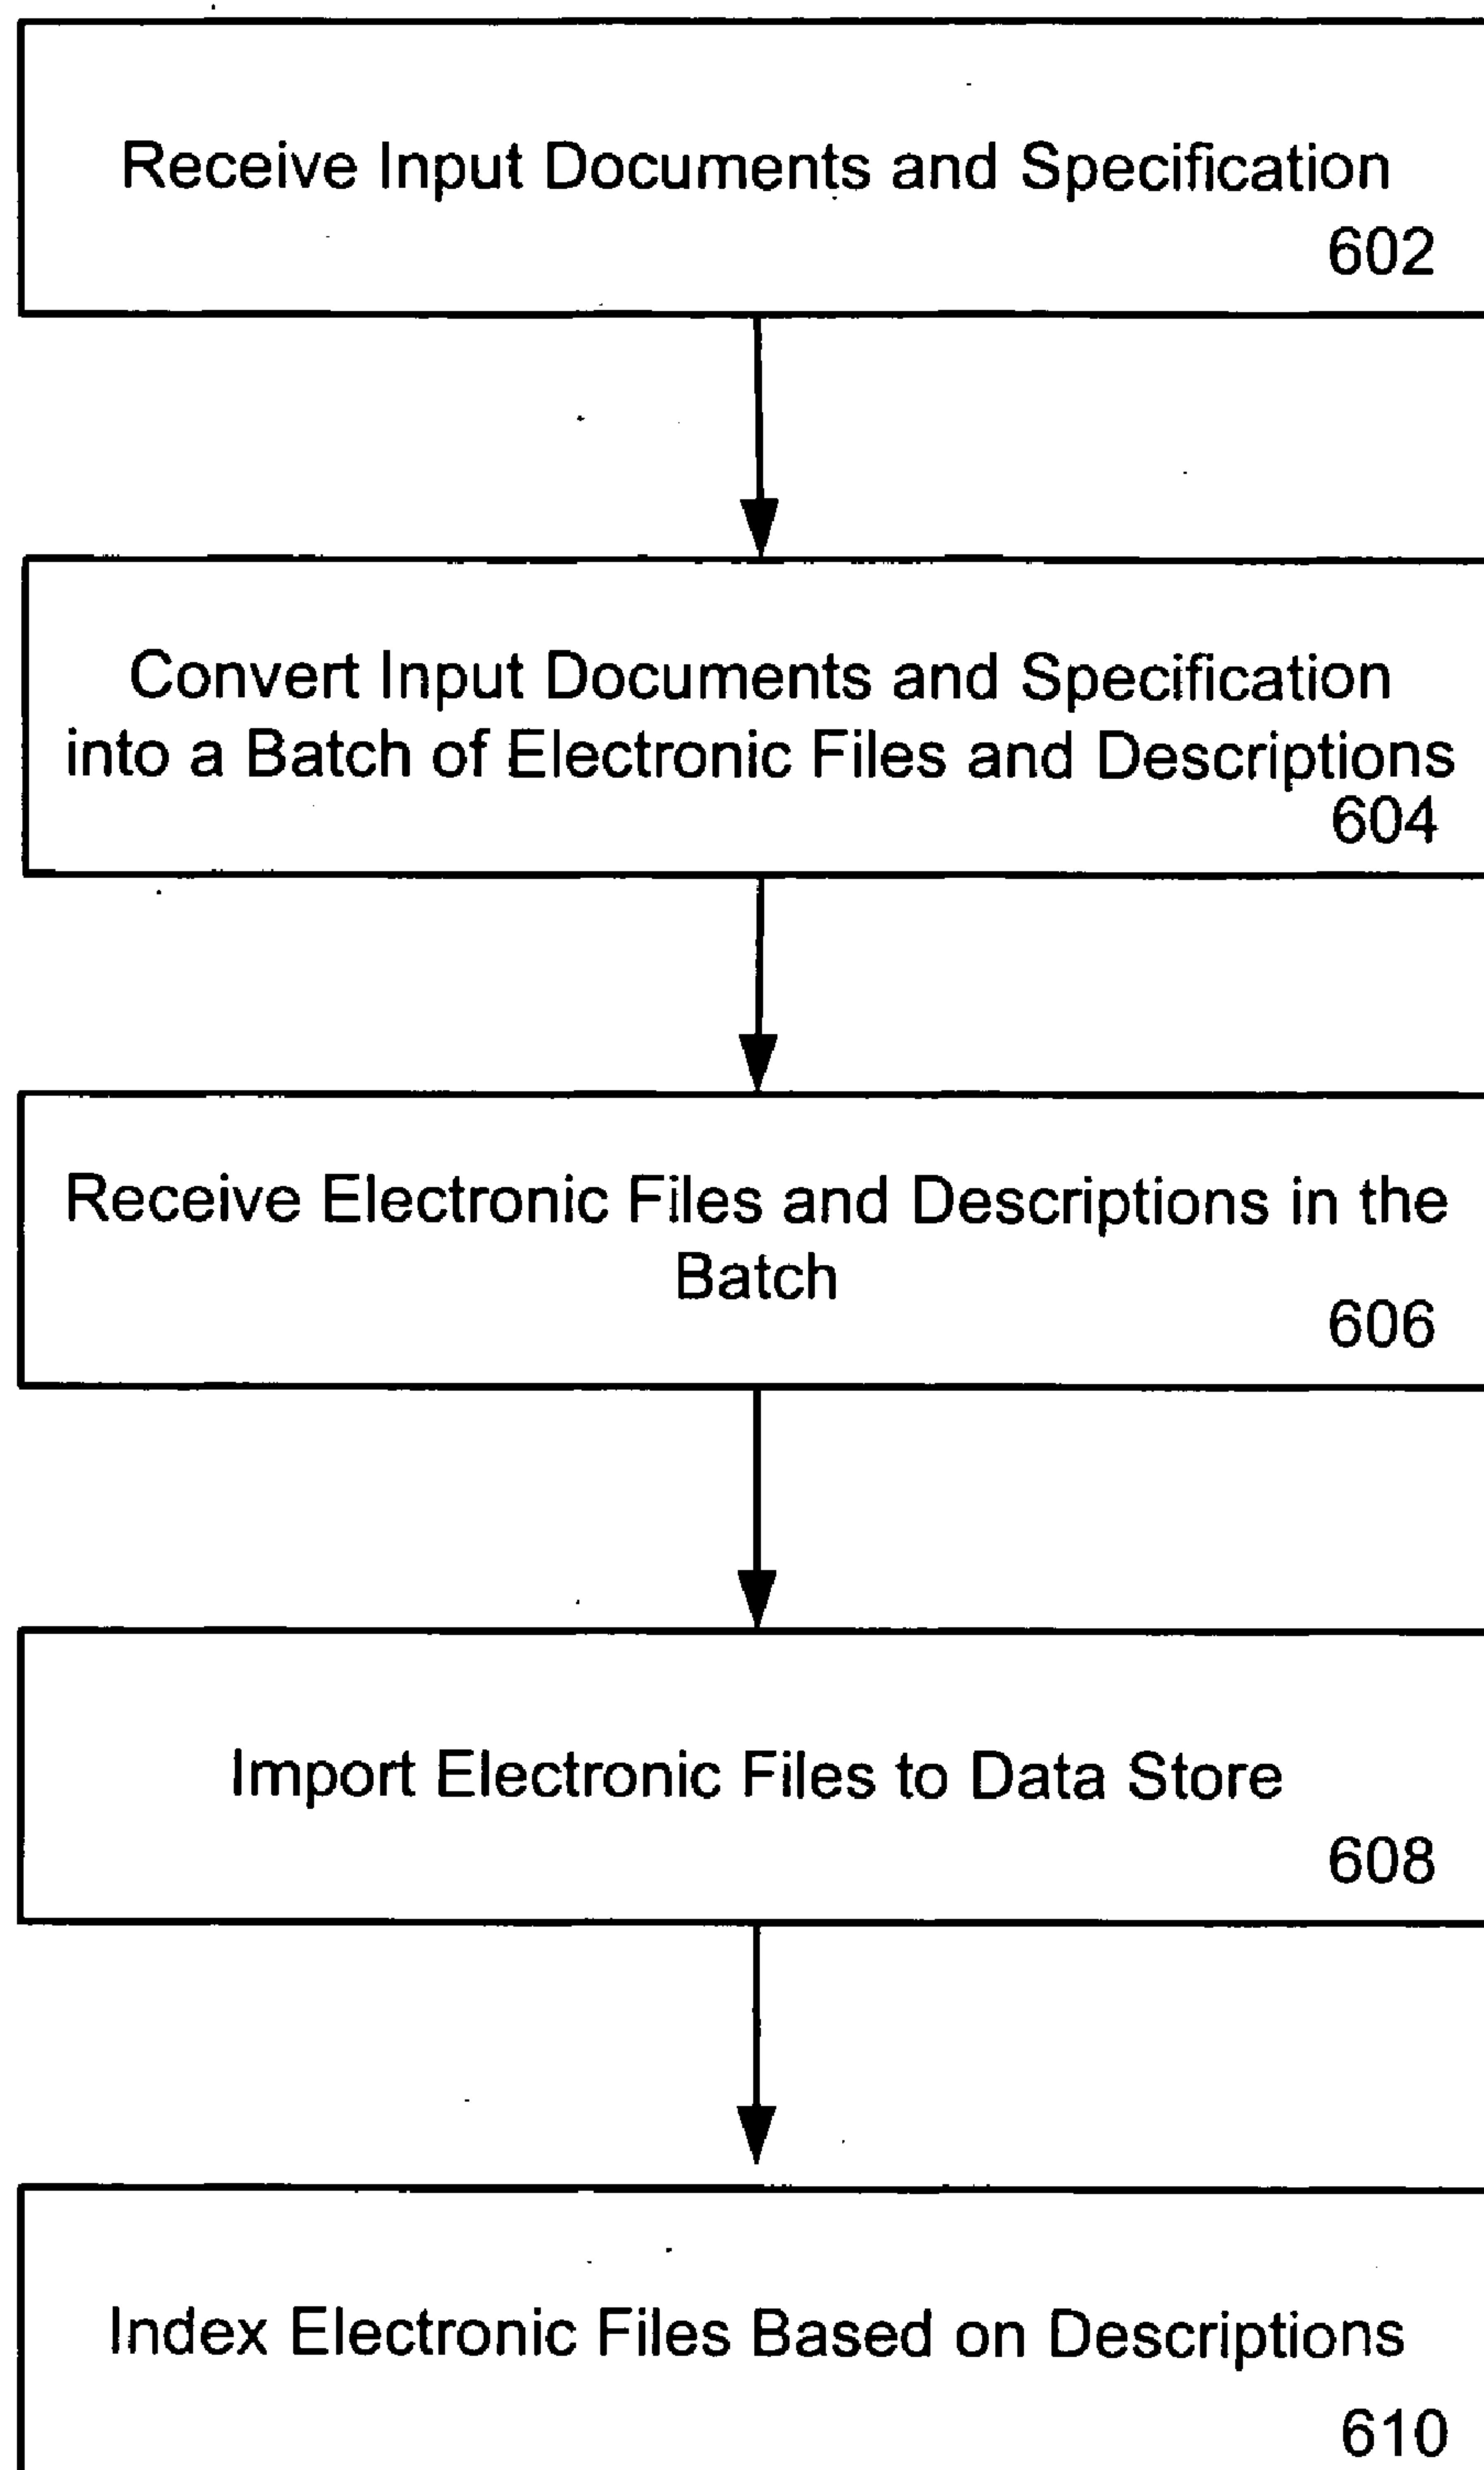 Receive Input Documents and Specification
602
Convert Input Documents and Specification
into a Batch of Electronic Files and Descriptions
604
Receive Electronic Files and Descriptions in the
Batch
606
Import Electronic Files to Data Store
608
Index Electronic Files Based on Descriptions
610